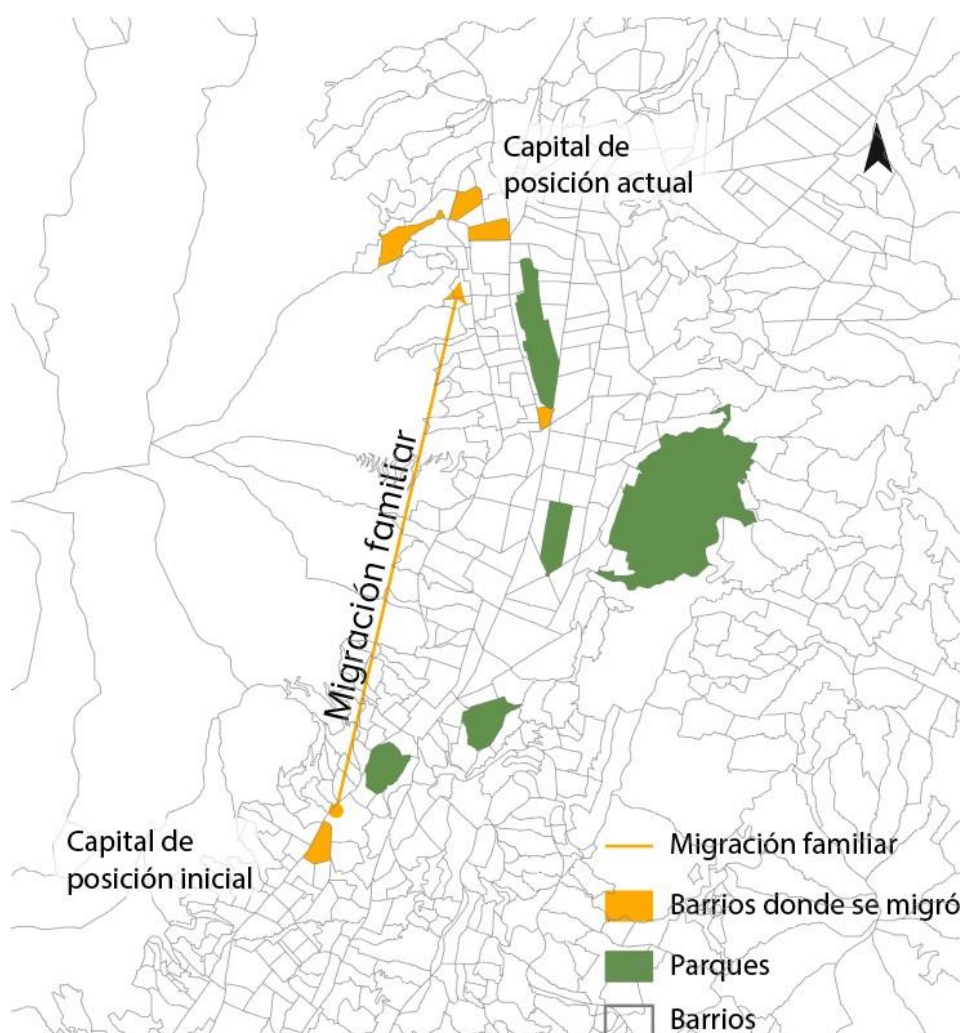 Capital de
posición actual
Migración familiar
Capital de
posición inicial
Migración familiar
Barrios donde se migró
Parques
Barrios